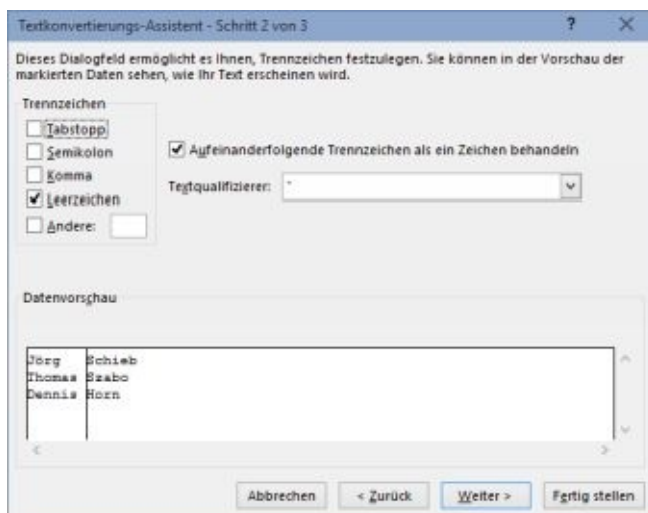 Textkonvertierungs-Assistent - Schritt 2 von 3
Dieses Dialogfeld ermöglicht es Ihnen, Trennzeichen festzulegen. Sie können in der Vorschau der
markierten Daten sehen, wie Ihr Text erscheinen wird.
Trennzeichen
Tabstopp
Semikolon
Komma
Leerzeichen
Andere:
Aufeinanderfolgende Trennzeichen als ein Zeichen behandeln
Textqualifizierer: "
Datenvorschau
Jörg Schieb
Thomas Szabo
Dennis Horn
Abbrechen < Zurück Weiter > Fertig stellen